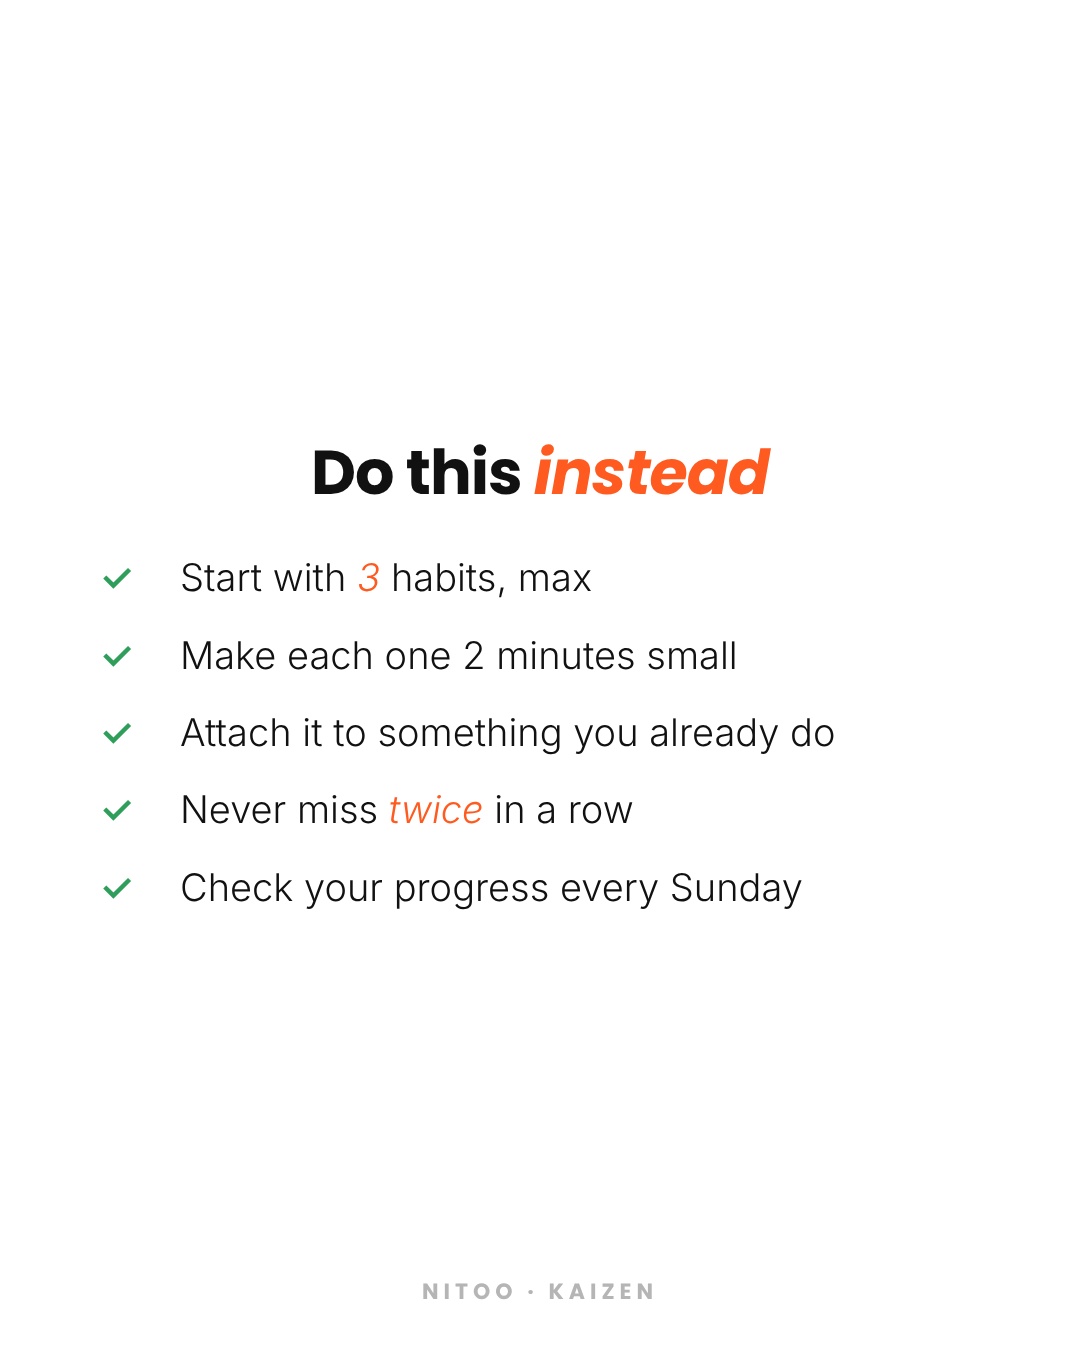 Do this instead
Start with 3 habits, max
Make each one 2 minutes small
Attach it to something you already do
Never miss twice in a row
Check your progress every Sunday
NITOO · KAIZEN